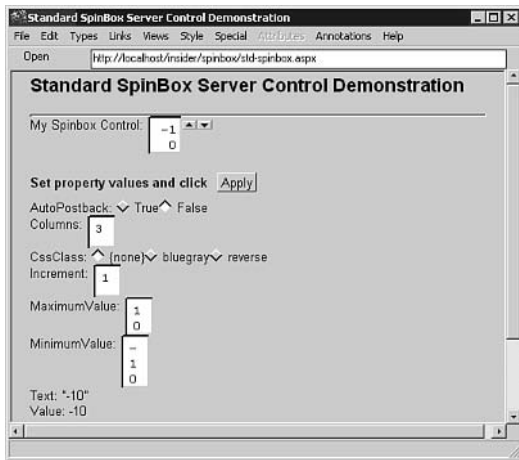 Standard SpinBox Server Control Demonstration
File Edit Types Links Views Style Special Attributes Annotations Help
Open http://localhost/insider/spinbox/std-spinbox.aspx
Standard SpinBox Server Control Demonstration
My Spinbox Control: -1
0
Set property values and click Apply
AutoPostback: True False
Columns: 3
CssClass: (none) bluegray reverse
Increment: 1
MaximumValue: 1
0
MinimumValue: -
1
0
Text: "-10"
Value: -10